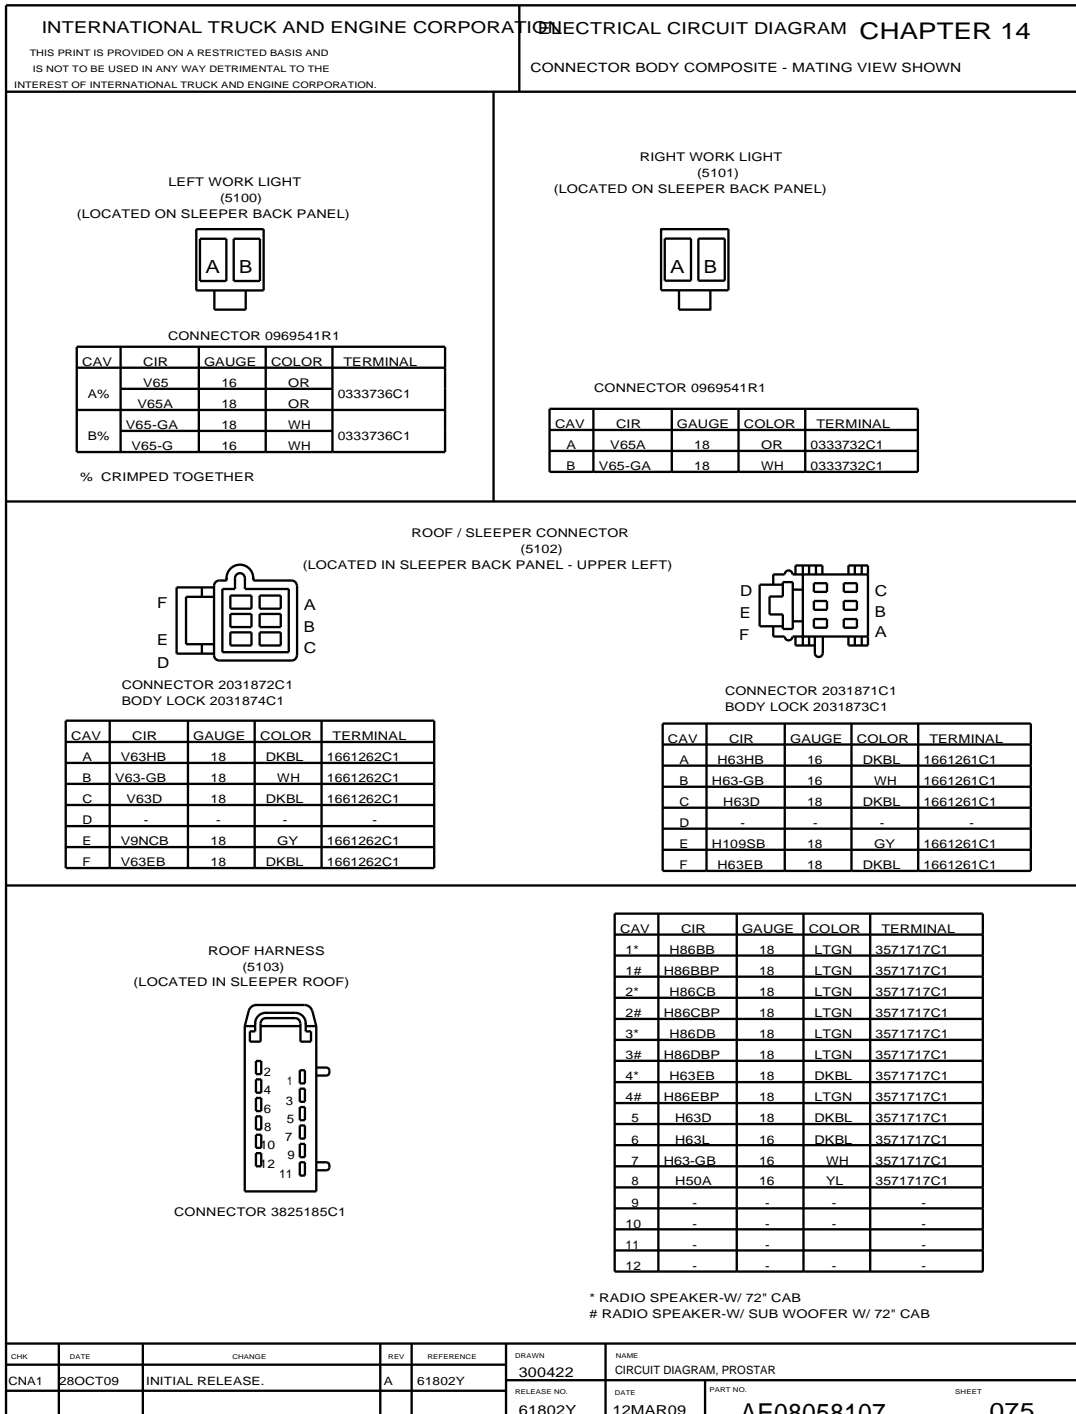 INTERNATIONAL TRUCK AND ENGINE CORPORATION
THIS PRINT IS PROVIDED ON A RESTRICTED BASIS AND
IS NOT TO BE USED IN ANY WAY DETRIMENTAL TO THE
INTEREST OF INTERNATIONAL TRUCK AND ENGINE CORPORATION.
ELECTRICAL CIRCUIT DIAGRAM CHAPTER 14
CONNECTOR BODY COMPOSITE - MATING VIEW SHOWN
LEFT WORK LIGHT
(5100)
(LOCATED ON SLEEPER BACK PANEL)
A B
CONNECTOR 0969541R1
CAV CIR GAUGE COLOR TERMINAL
A% V65 16 OR 0333736C1
V65A 18 OR
B% V65-GA 18 WH 0333736C1
V65-G 16 WH
% CRIMPED TOGETHER
RIGHT WORK LIGHT
(5101)
(LOCATED ON SLEEPER BACK PANEL)
A B
CONNECTOR 0969541R1
CAV CIR GAUGE COLOR TERMINAL
A V65A 18 OR 0333732C1
B V65-GA 18 WH 0333732C1
ROOF / SLEEPER CONNECTOR
(5102)
(LOCATED IN SLEEPER BACK PANEL - UPPER LEFT)
F A
B
E C
D
CONNECTOR 2031872C1
BODY LOCK 2031874C1
CAV CIR GAUGE COLOR TERMINAL
A V63HB 18 DKBL 1661262C1
B V63-GB 18 WH 1661262C1
C V63D 18 DKBL 1661262C1
D - - - -
E V9NCB 18 GY 1661262C1
F V63EB 18 DKBL 1661262C1
D C
E B
F A
CONNECTOR 2031871C1
BODY LOCK 2031873C1
CAV CIR GAUGE COLOR TERMINAL
A H63HB 16 DKBL 1661261C1
B H63-GB 16 WH 1661261C1
C H63D 18 DKBL 1661261C1
D - - - -
E H109SB 18 GY 1661261C1
F H63EB 18 DKBL 1661261C1
ROOF HARNESS
(5103)
(LOCATED IN SLEEPER ROOF)
2
1
4
3
6
5
8
7
10
9
12
11
CONNECTOR 3825185C1
CAV CIR GAUGE COLOR TERMINAL
1* H86BB 18 LTGN 3571717C1
1# H86BBP 18 LTGN 3571717C1
2* H86CB 18 LTGN 3571717C1
2# H86CBP 18 LTGN 3571717C1
3* H86DB 18 LTGN 3571717C1
3# H86DBP 18 LTGN 3571717C1
4* H63EB 18 DKBL 3571717C1
4# H86EBP 18 LTGN 3571717C1
5 H63D 18 DKBL 3571717C1
6 H63L 16 DKBL 3571717C1
7 H63-GB 16 WH 3571717C1
8 H50A 16 YL 3571717C1
9 - - - -
10 - - - -
11 - - -
12 - - - -
* RADIO SPEAKER-W/ 72" CAB
# RADIO SPEAKER-W/ SUB WOOFER W/ 72" CAB
CHK DATE CHANGE REV REFERENCE
CNA1 28OCT09 INITIAL RELEASE. A 61802Y
DRAWN
300422
NAME
CIRCUIT DIAGRAM, PROSTAR
RELEASE NO.
61802Y
DATE
12MAR09
PART NO.
AE08058107
SHEET
075